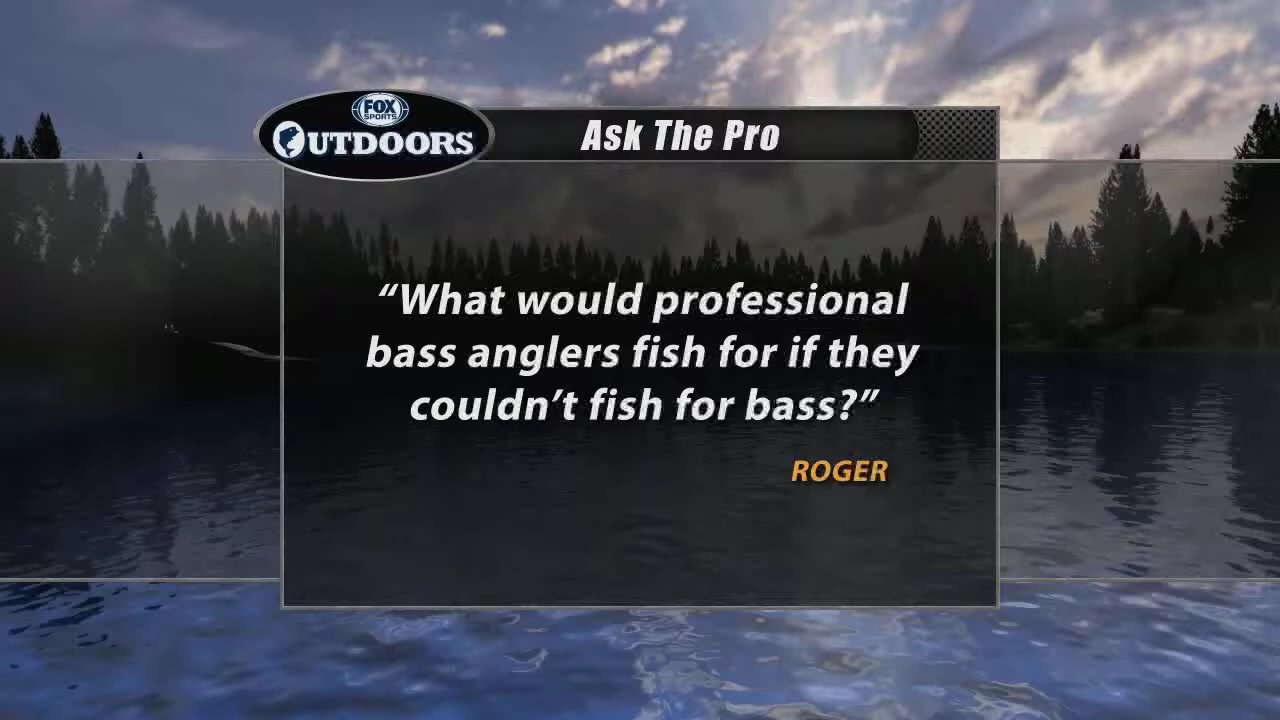 FOX
SPORTS
OUTDOORS
Ask The Pro
“What would professional
bass anglers fish for if they
couldn’t fish for bass?”
ROGER